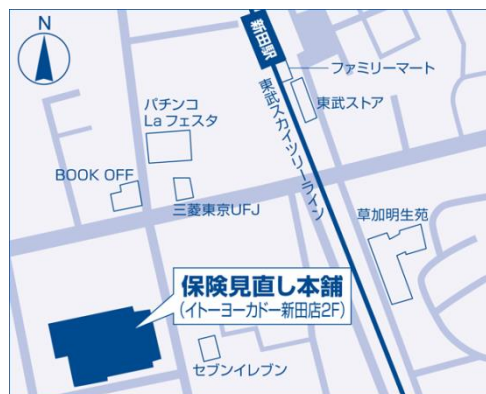 N
新田駅
ファミリーマート
東武ストア
東武スカイツリーライン
パチンコ
Laフェスタ
BOOK OFF
三菱東京UFJ
草加明生苑
保険見直し本舗
(イトーヨーカドー新田店2F)
セブンイレブン